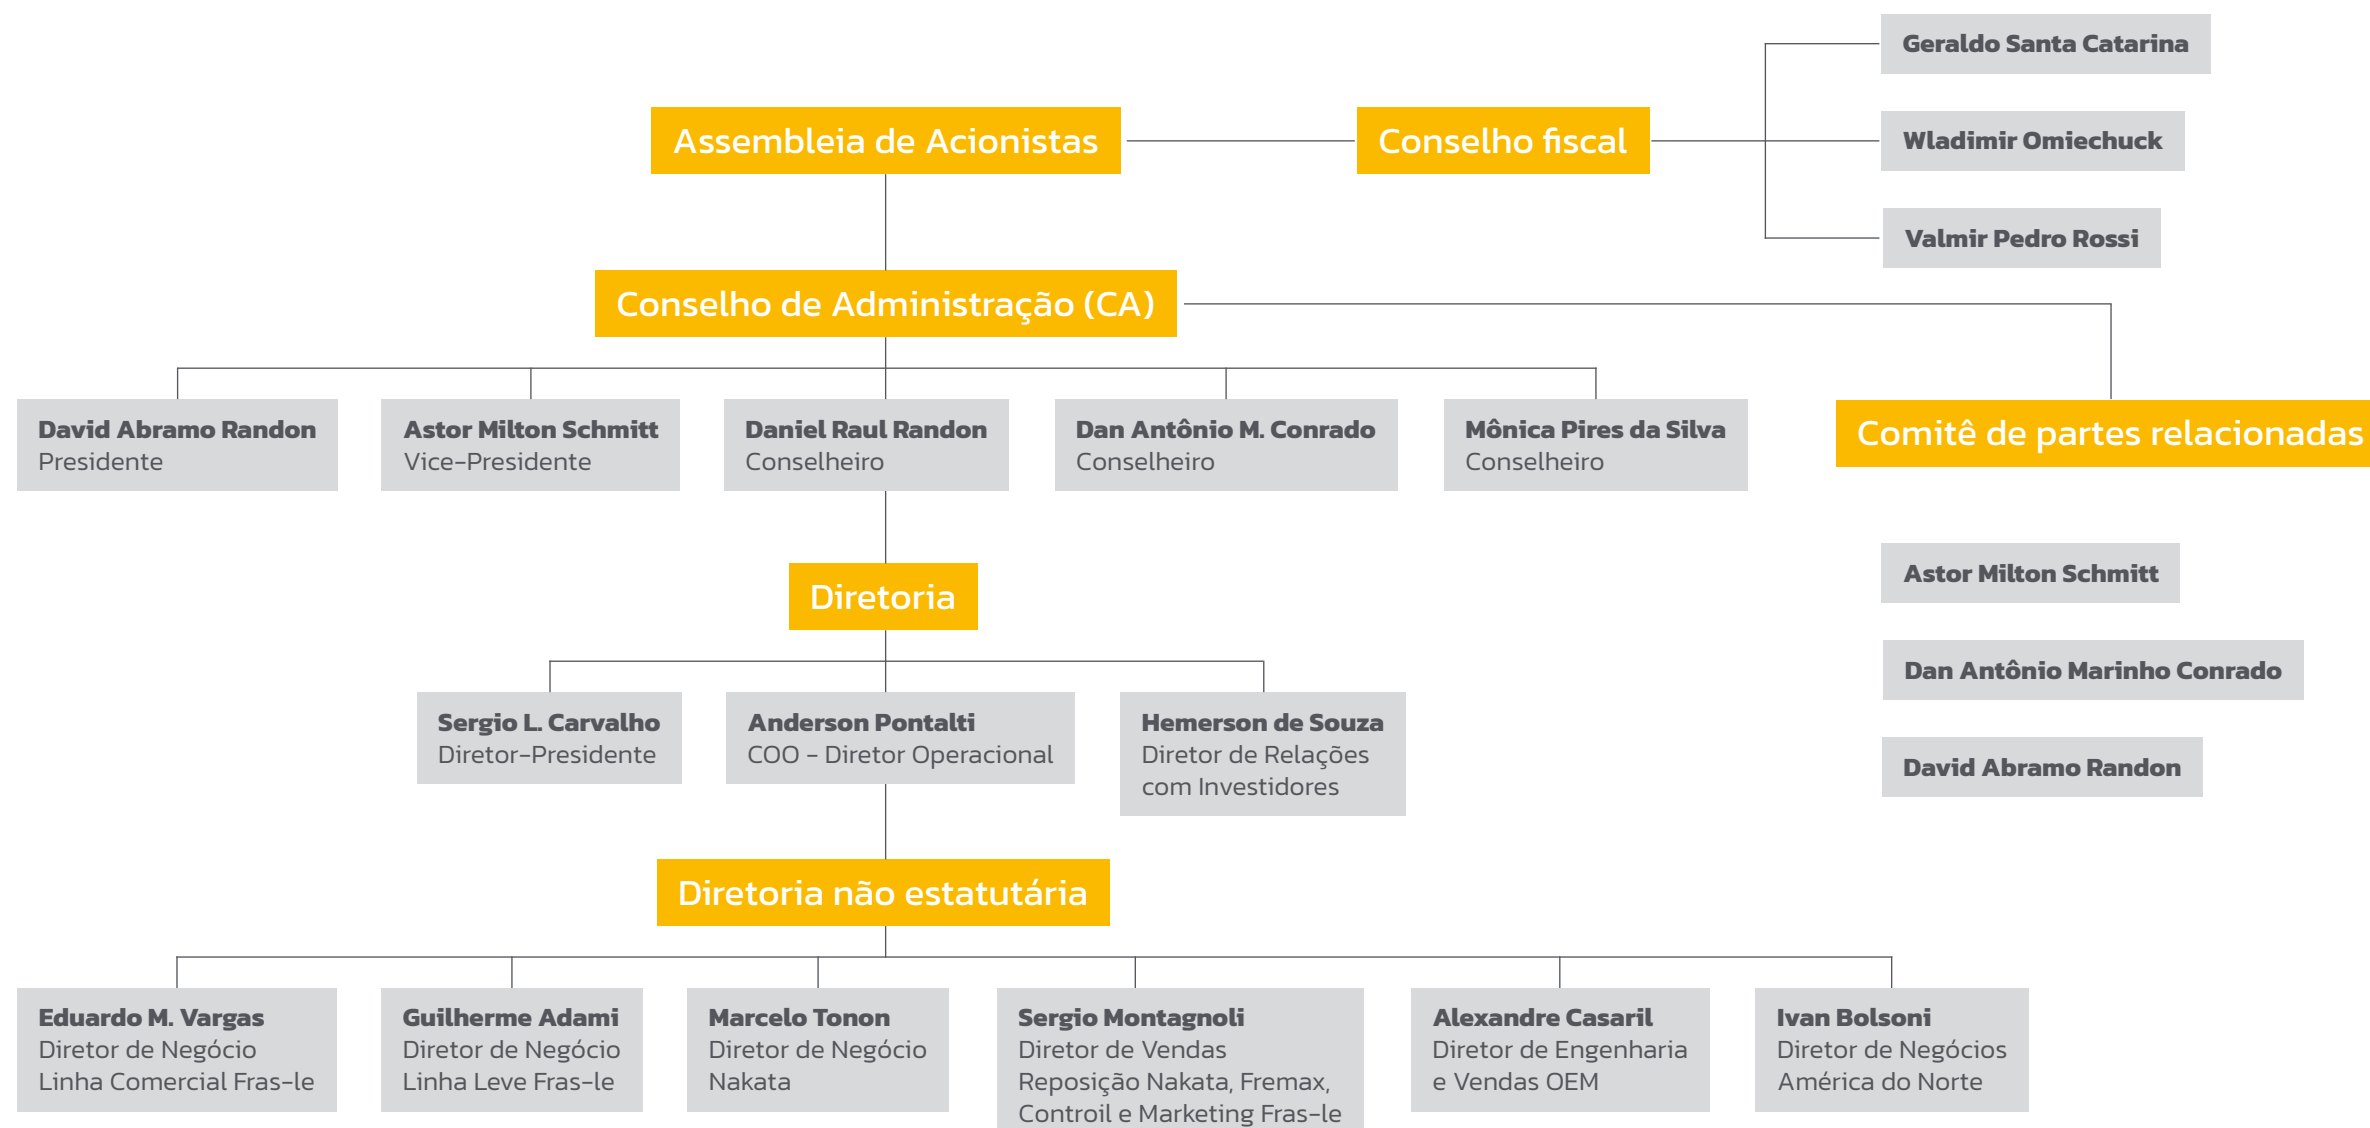 Geraldo Santa Catarina
Assembleia de Acionistas
Conselho fiscal
Wladimir Omiechuck
Valmir Pedro Rossi
Conselho de Administração (CA)
David Abramo Randon
Presidente
Astor Milton Schmitt
Vice-Presidente
Daniel Raul Randon
Conselheiro
Dan Antônio M. Conrado
Conselheiro
Mônica Pires da Silva
Conselheiro
Comitê de partes relacionadas
Astor Milton Schmitt
Dan Antônio Marinho Conrado
David Abramo Randon
Diretoria
Sergio L. Carvalho
Diretor-Presidente
Anderson Pontalti
COO - Diretor Operacional
Hemerson de Souza
Diretor de Relações
com Investidores
Diretoria não estatutária
Eduardo M. Vargas
Diretor de Negócio
Linha Comercial Fras-le
Guilherme Adami
Diretor de Negócio
Linha Leve Fras-le
Marcelo Tonon
Diretor de Negócio
Nakata
Sergio Montagnoli
Diretor de Vendas
Reposição Nakata, Fremax,
Controil e Marketing Fras-le
Alexandre Casaril
Diretor de Engenharia
e Vendas OEM
Ivan Bolsoni
Diretor de Negócios
América do Norte